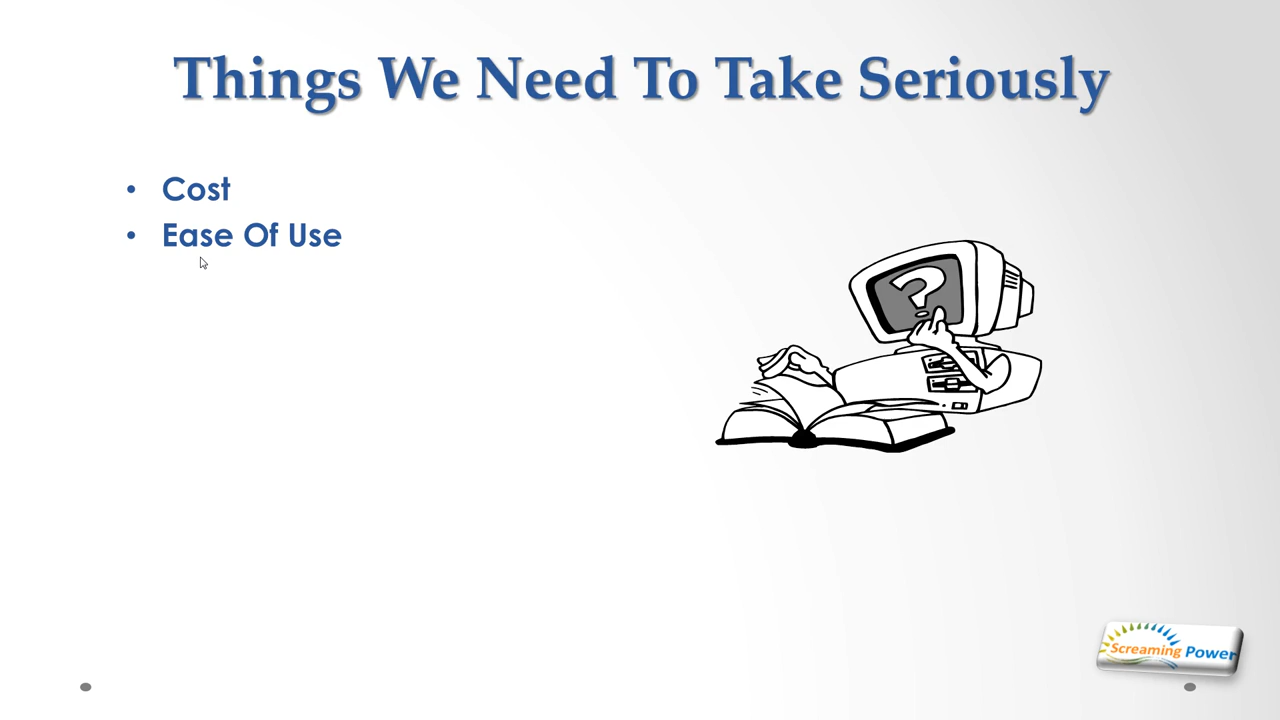 Things We Need To Take Seriously
• Cost
• Ease Of Use
?
Screaming Power